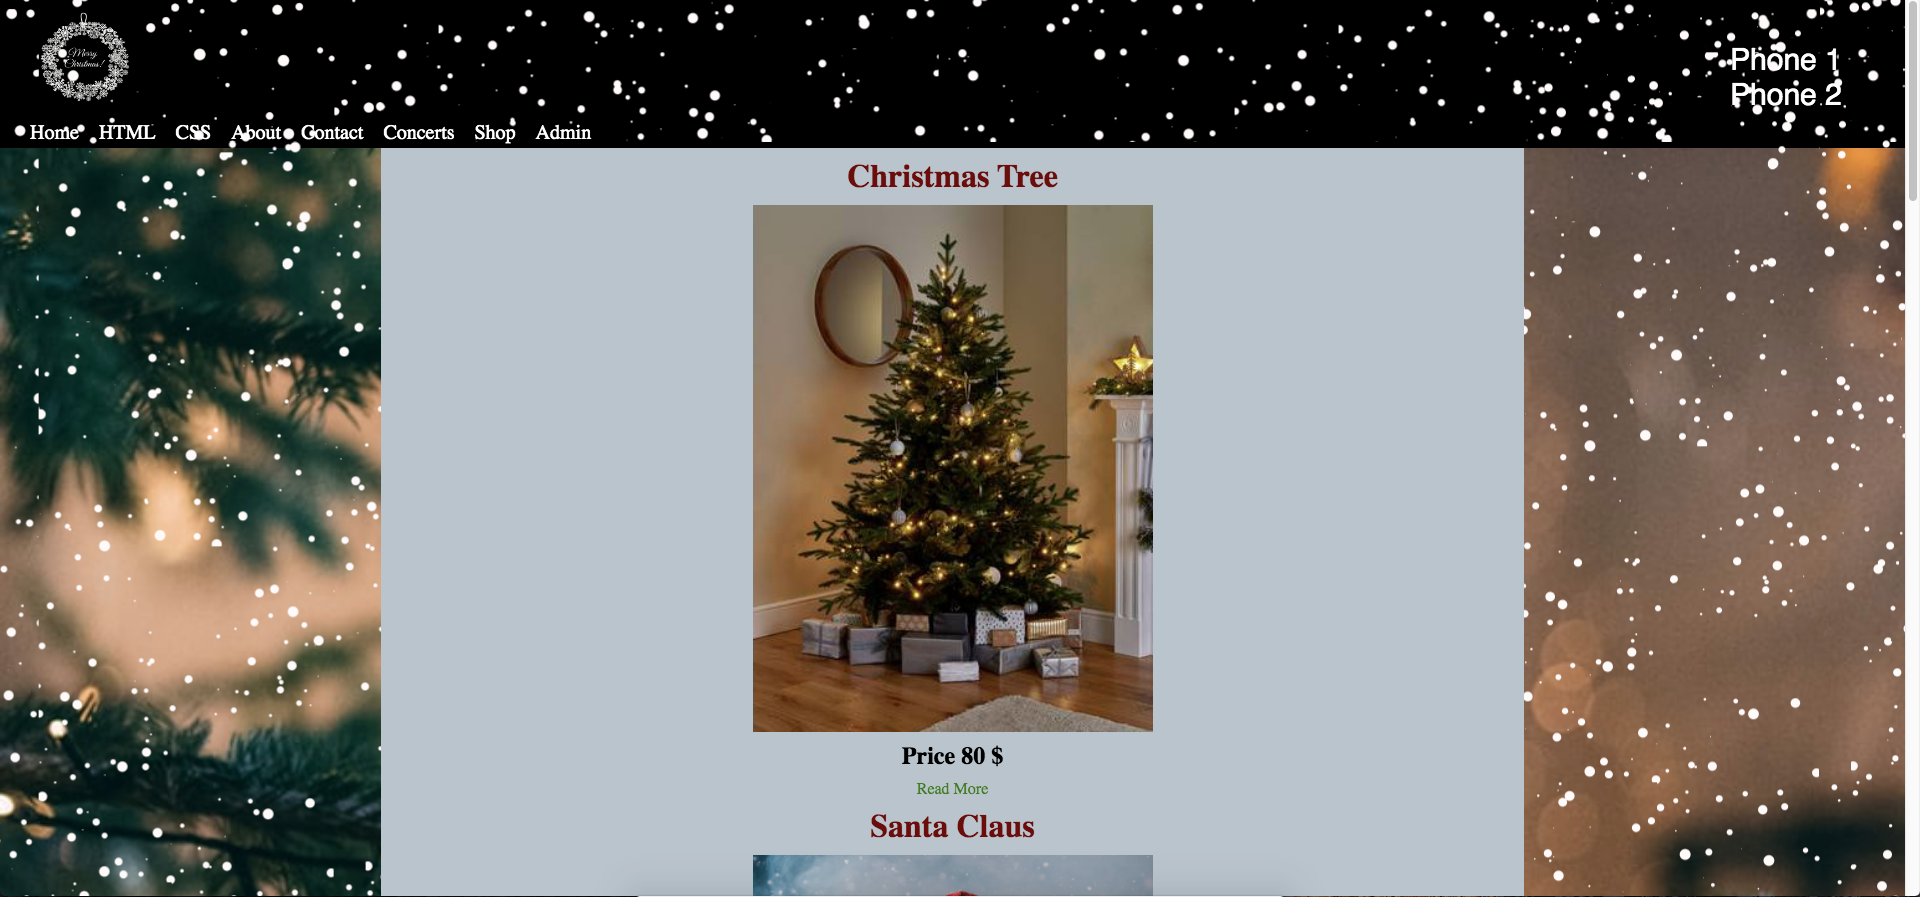 Merry
Christmas!
Phone 1
Phone 2
Home HTML CSS About Contact Concerts Shop Admin
Christmas Tree
Price 80 $
Read More
Santa Claus